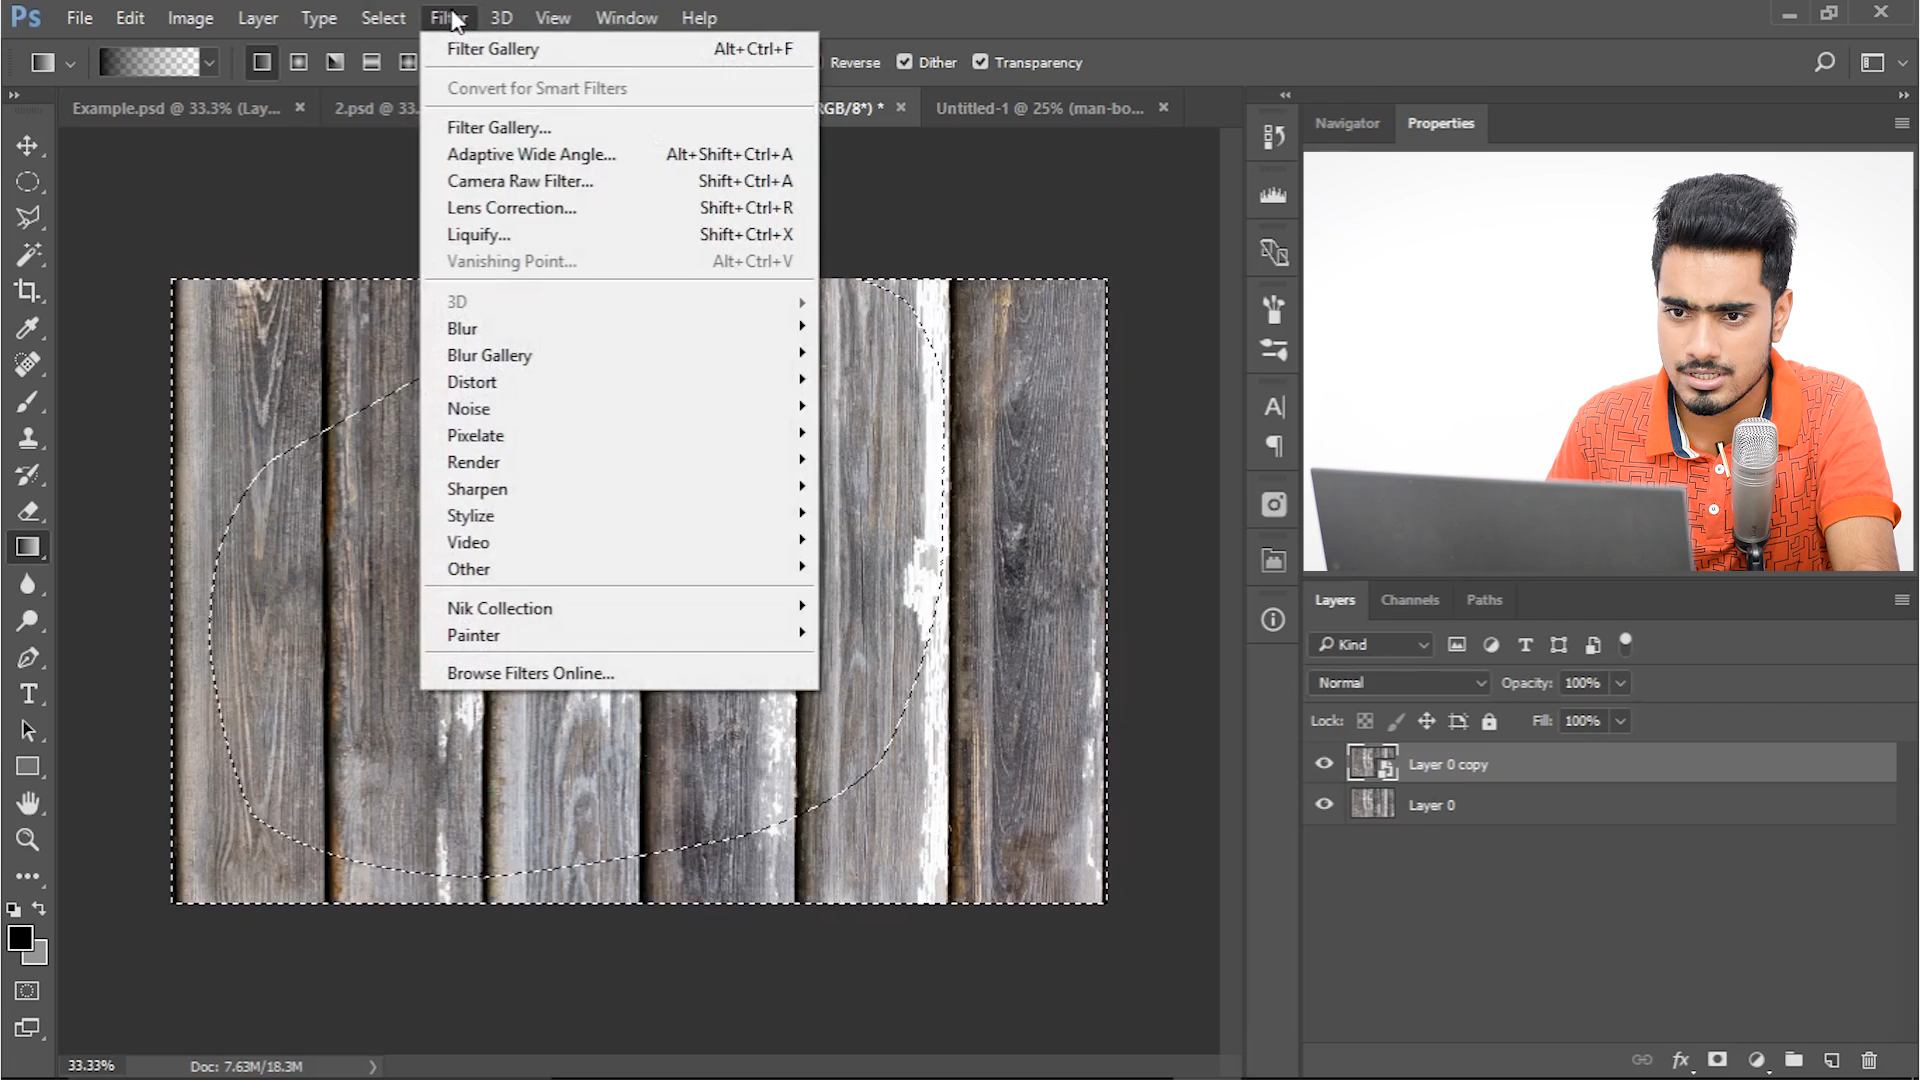 Ps File Edit Image Layer Type Select Filter 3D View Window Help
Reverse Dither Transparency
Example.psd @ 33.3% (Lay... 2.psd @ 33. RGB/8*) * Untitled-1 @ 25% (man-bo...
Filter Gallery Alt+Ctrl+F
Convert for Smart Filters
Filter Gallery...
Adaptive Wide Angle... Alt+Shift+Ctrl+A
Camera Raw Filter... Shift+Ctrl+A
Lens Correction... Shift+Ctrl+R
Liquify... Shift+Ctrl+X
Vanishing Point... Alt+Ctrl+V
3D
Blur
Blur Gallery
Distort
Noise
Pixelate
Render
Sharpen
Stylize
Video
Other
Nik Collection
Painter
Browse Filters Online...
Navigator Properties
Layers Channels Paths
Kind
Normal Opacity: 100%
Lock: Fill: 100%
Layer 0 copy
Layer 0
33.33% Doc: 7.63M/18.3M